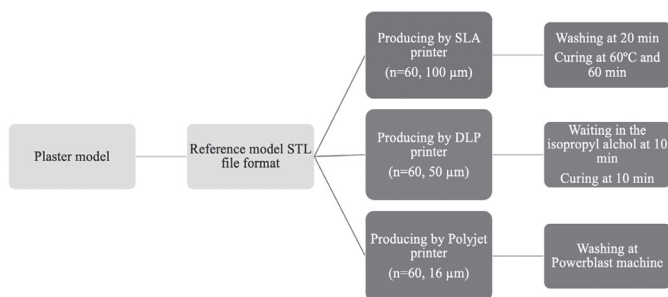 Plaster model
Reference model STL
file format
Producing by SLA
printer
(n=60, 100 µm)
Washing at 20 min
Curing at 60ºC and
60 min
Producing by DLP
printer
(n=60, 50 µm)
Waiting in the
isopropyl alchol at 10
min
Curing at 10 min
Producing by Polyjet
printer
(n=60, 16 µm)
Washing at
Powerblast machine